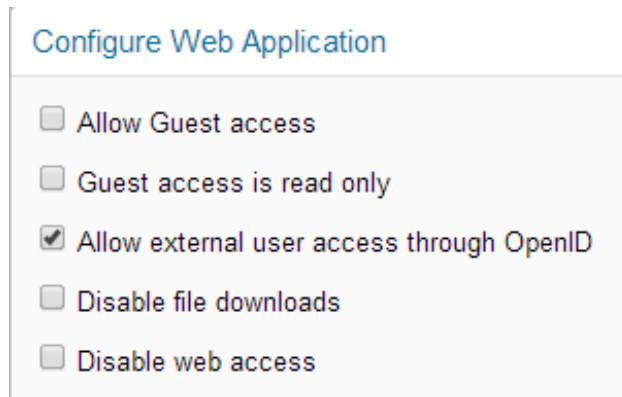 Configure Web Application
Allow Guest access
Guest access is read only
Allow external user access through OpenID
Disable file downloads
Disable web access